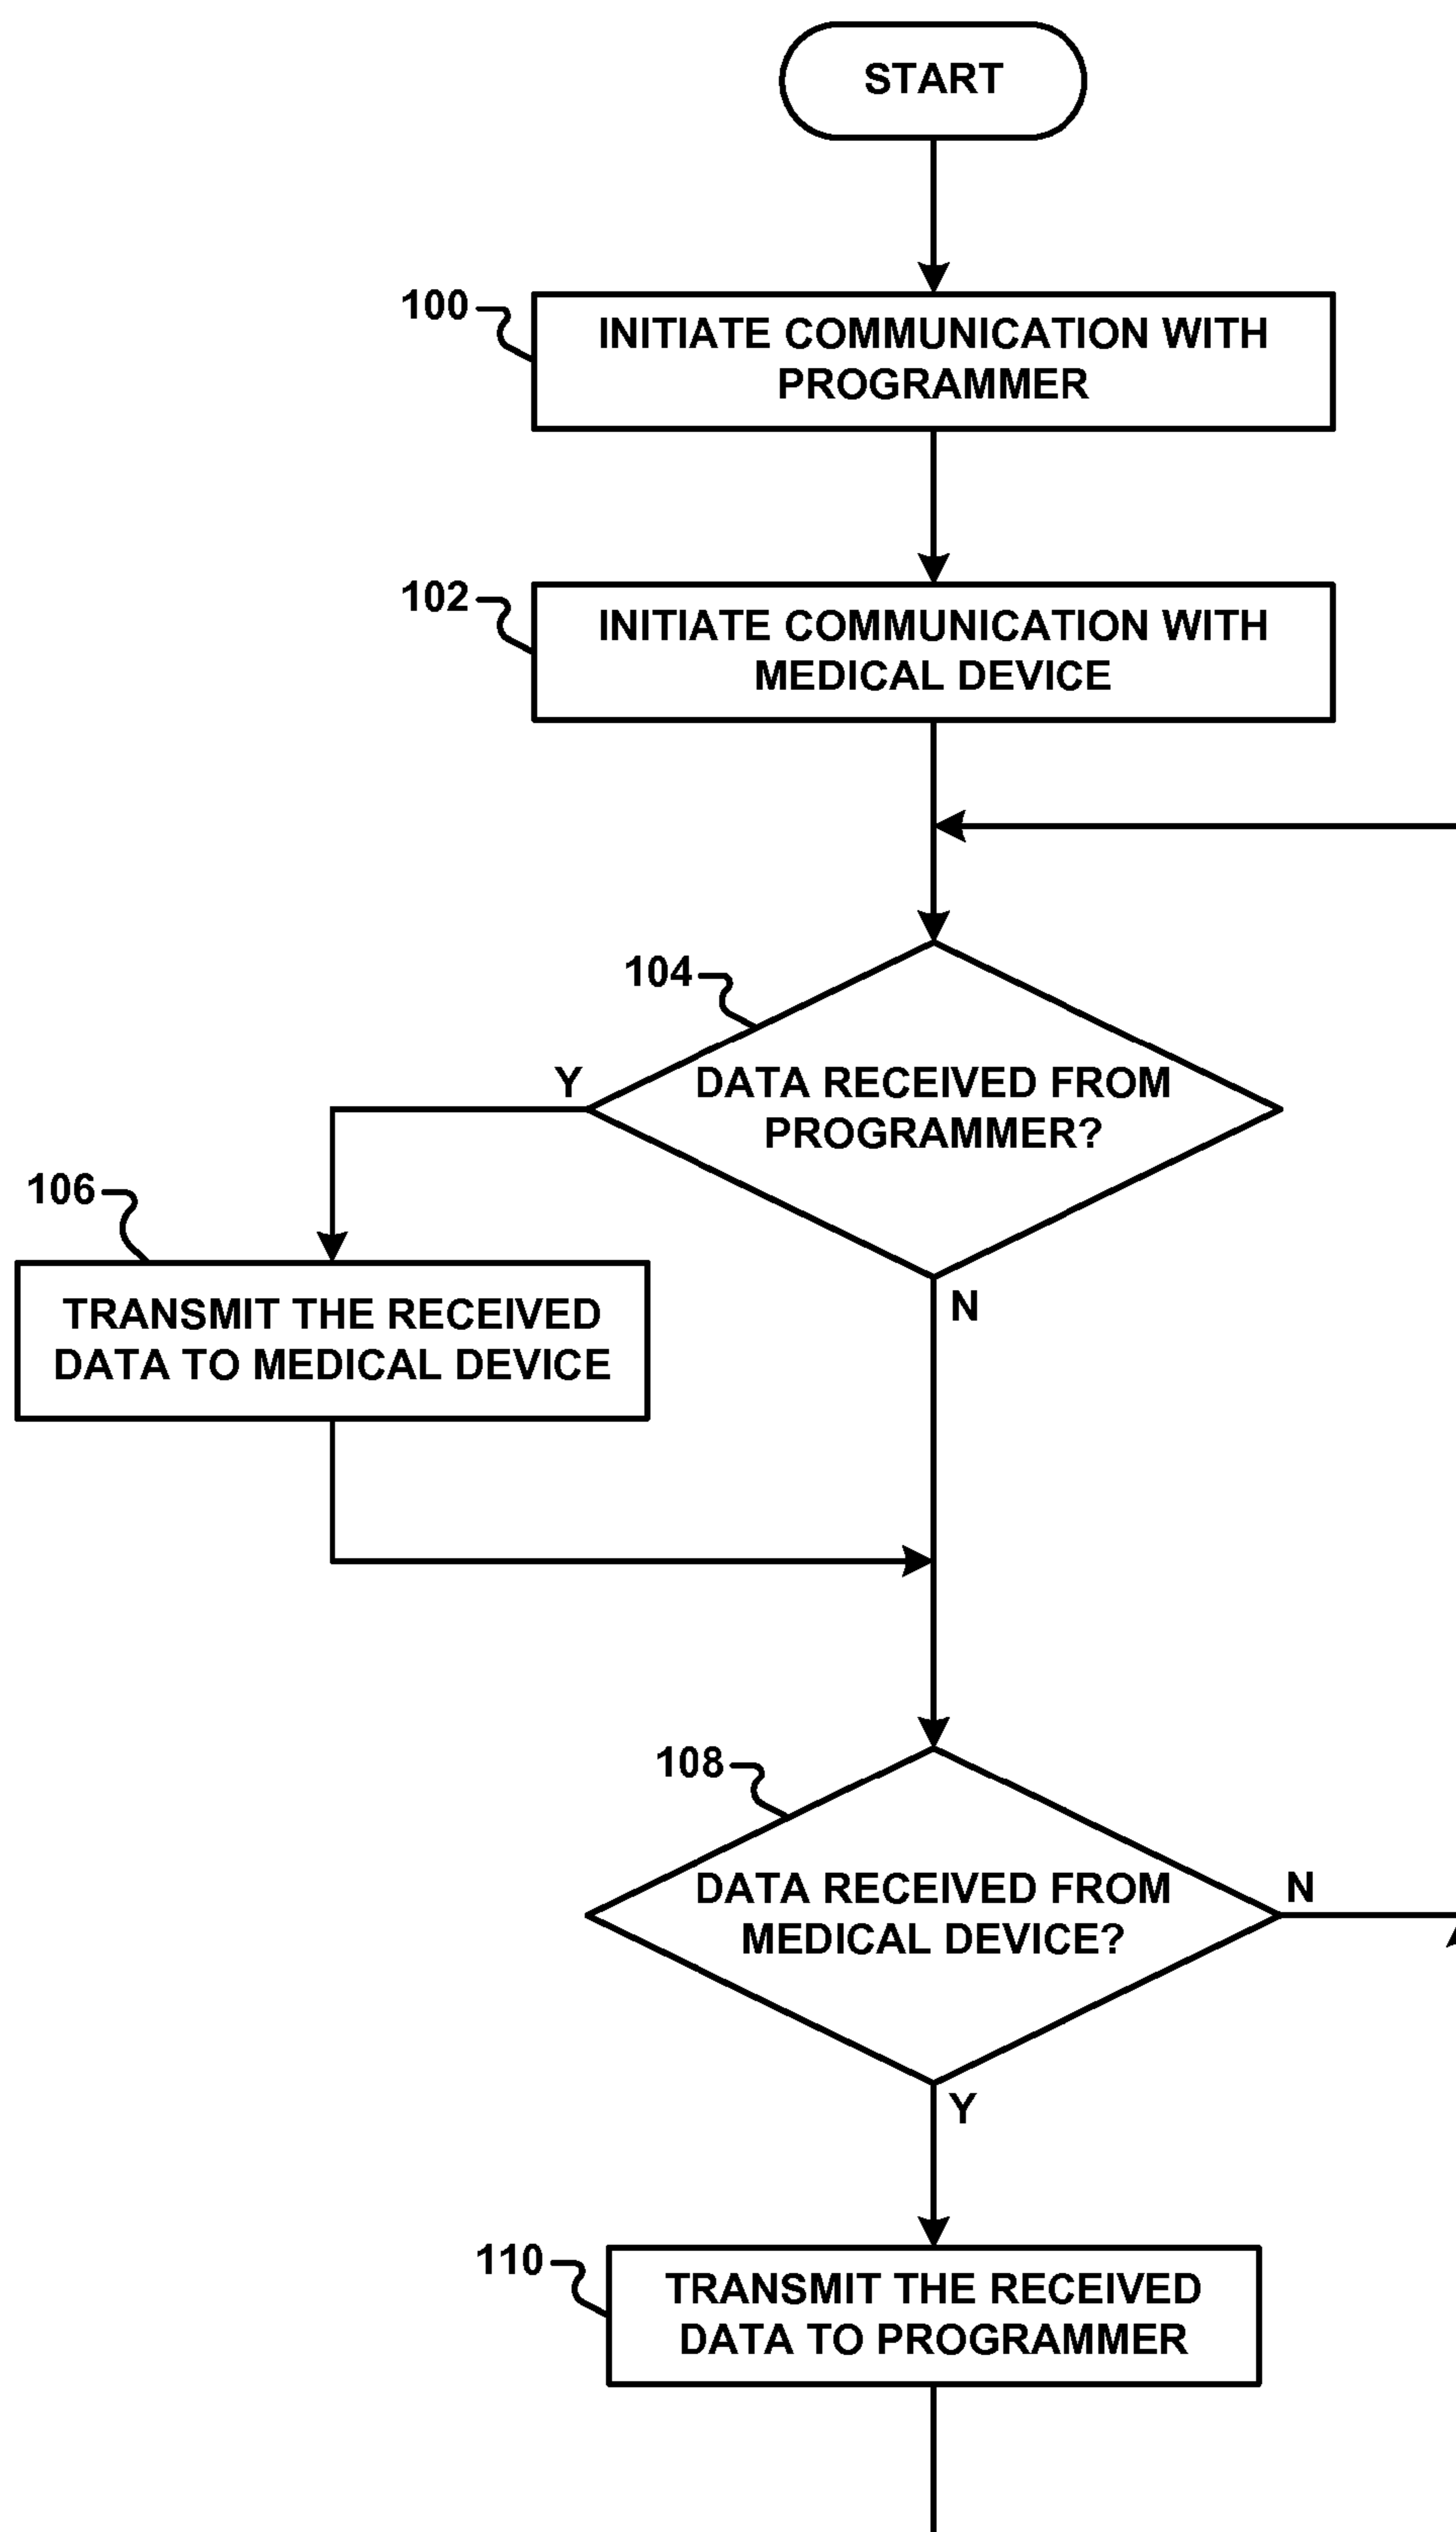 START
100
INITIATE COMMUNICATION WITH
PROGRAMMER
102
INITIATE COMMUNICATION WITH
MEDICAL DEVICE
104
Y
DATA RECEIVED FROM
PROGRAMMER?
106
N
TRANSMIT THE RECEIVED
DATA TO MEDICAL DEVICE
108
DATA RECEIVED FROM
MEDICAL DEVICE?
N
Y
110
TRANSMIT THE RECEIVED
DATA TO PROGRAMMER